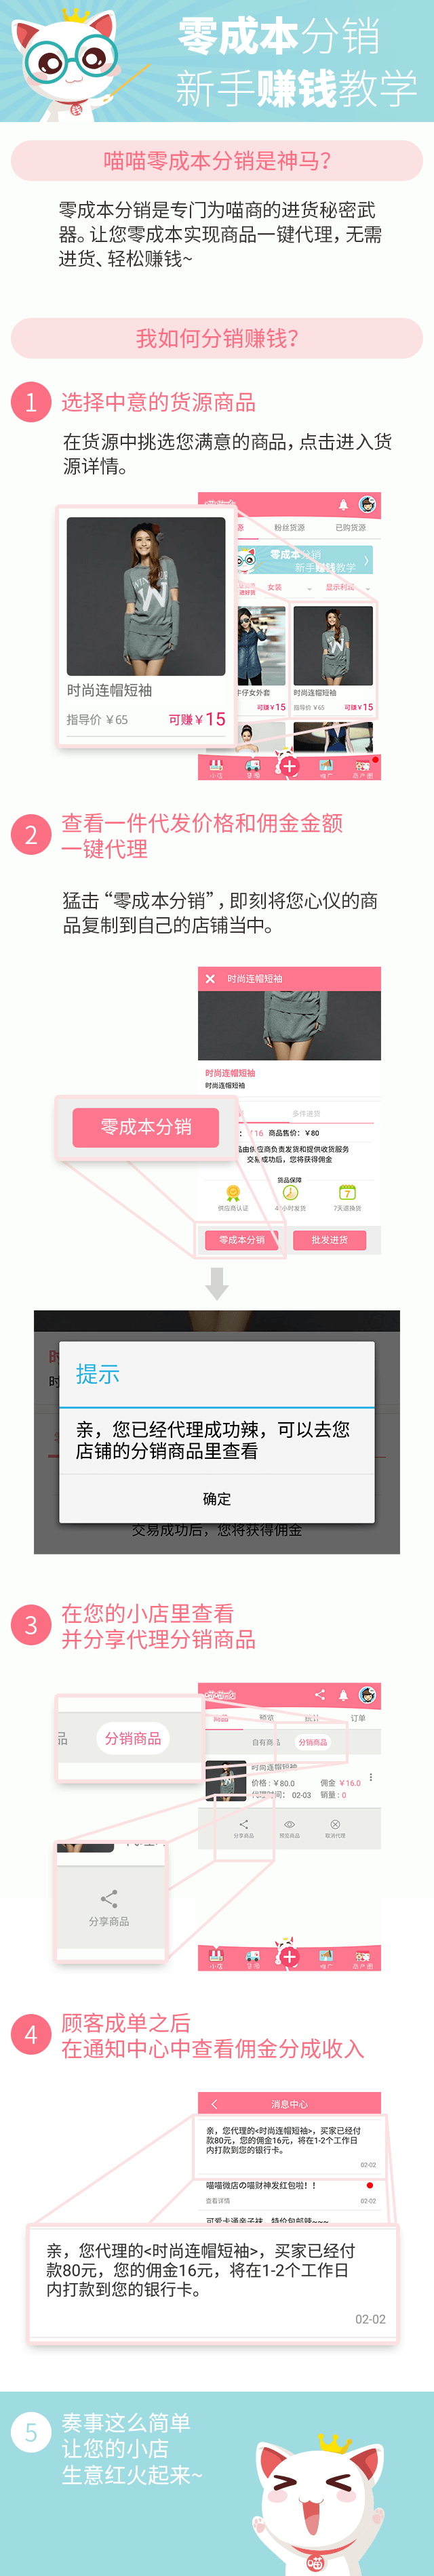 零成本分销
新手赚钱教学
喵喵零成本分销是神马?
零成本分销是专门为喵商的进货秘密武
器。让您零成本实现商品一键代理，无需
进货、轻松赚钱~
我如何分销赚钱?
1 选择中意的货源商品
在货源中挑选您满意的商品，点击进入货
源详情。
粉丝货源 已购货源
零成本分销
新手赚钱教学
女装 显示利润
时尚连帽短袖
指导价 ￥65 可赚￥15
牛仔女外套 时尚连帽短袖
可赚￥15 指导价 ￥65 可赚￥15
2 查看一件代发价格和佣金金额
一键代理
猛击“零成本分销”，即刻将您心仪的商
品复制到自己的店铺当中。
时尚连帽短袖
时尚连帽短袖
时尚连帽短袖
多件进货
￥16 商品售价：￥80
品由供应商负责发货和提供收货服务
交易成功后，您将获得佣金
货品保障
供应商认证 48小时发货 7天退换货
零成本分销
零成本分销 批发进货
提示
亲，您已经代理成功辣，可以去您
店铺的分销商品里查看
确定
交易成功后，您将获得佣金
3 在您的小店里查看
并分享代理分销商品
商品 预览 统计 订单
自有商品 分销商品
品 分销商品
时尚连帽短袖
价格：￥80.0 佣金 ￥16.0
代理时间： 02-03 销量：0
分享商品 预览商品 取消代理
分享商品
4 顾客成单之后
在通知中心中查看佣金分成收入
消息中心
亲，您代理的<时尚连帽短袖>，买家已经付
款80元，您的佣金16元，将在1-2个工作日
内打款到您的银行卡。
02-02
喵喵微店の喵财神发红包啦！！
查看详情 02-02
可爱卡通亲子袜，特价包邮辣~~~
亲，您代理的<时尚连帽短袖>，买家已经付
款80元，您的佣金16元，将在1-2个工作日
内打款到您的银行卡。
02-02
5 奏事这么简单
让您的小店
生意红火起来~
喵